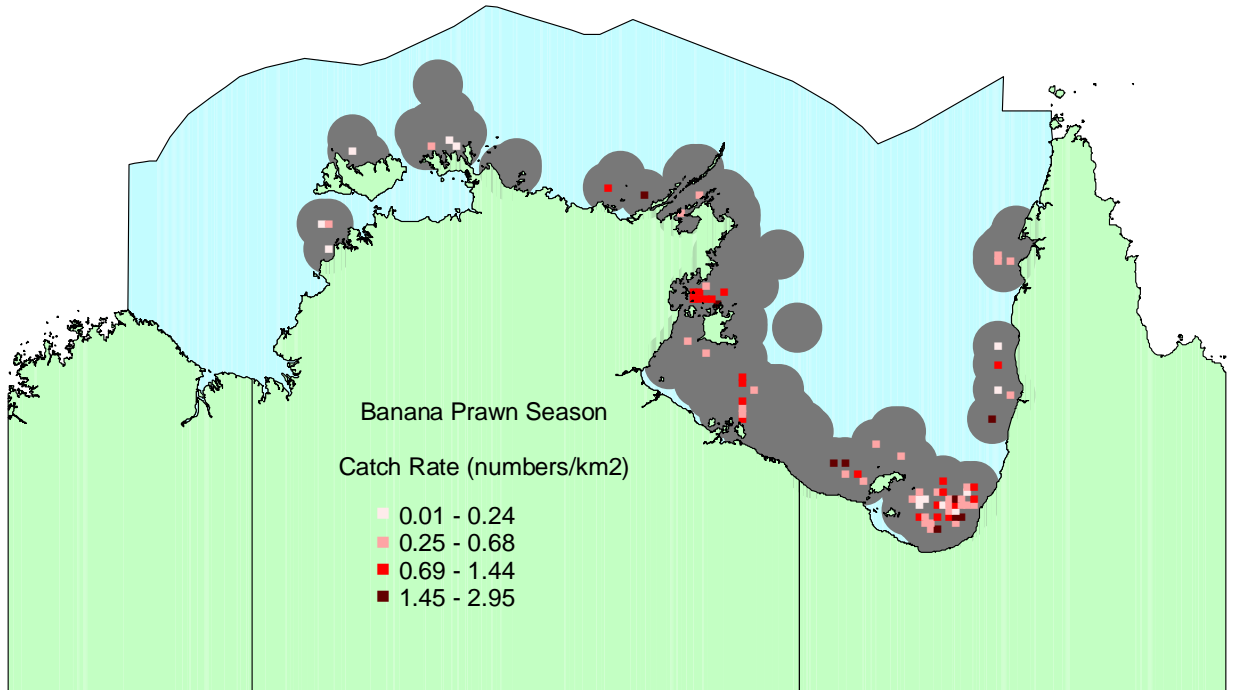 Banana Prawn Season
Catch Rate (numbers/km2)
0.01 - 0.24
0.25 - 0.68
0.69 - 1.44
1.45 - 2.95